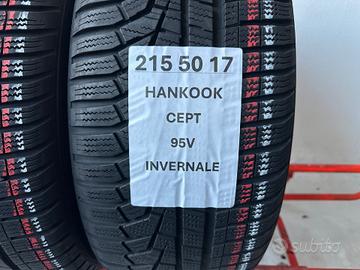 215 50 17
HANKOOK
CEPT
95V
INVERNALE
subito